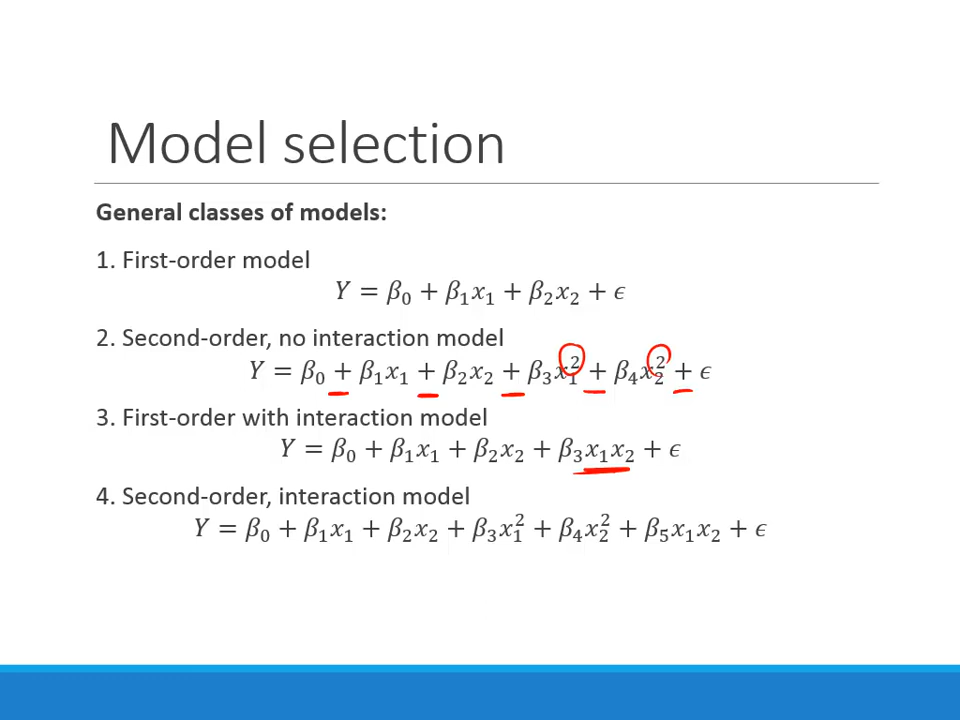 Model selection
General classes of models:
1. First-order model
Y = β₀ + β₁x₁ + β₂x₂ + ϵ
2. Second-order, no interaction model
Y = β₀ + β₁x₁ + β₂x₂ + β₃x₁² + β₄x₂² + ϵ
3. First-order with interaction model
Y = β₀ + β₁x₁ + β₂x₂ + β₃x₁x₂ + ϵ
4. Second-order, interaction model
Y = β₀ + β₁x₁ + β₂x₂ + β₃x₁² + β₄x₂² + β₅x₁x₂ + ϵ